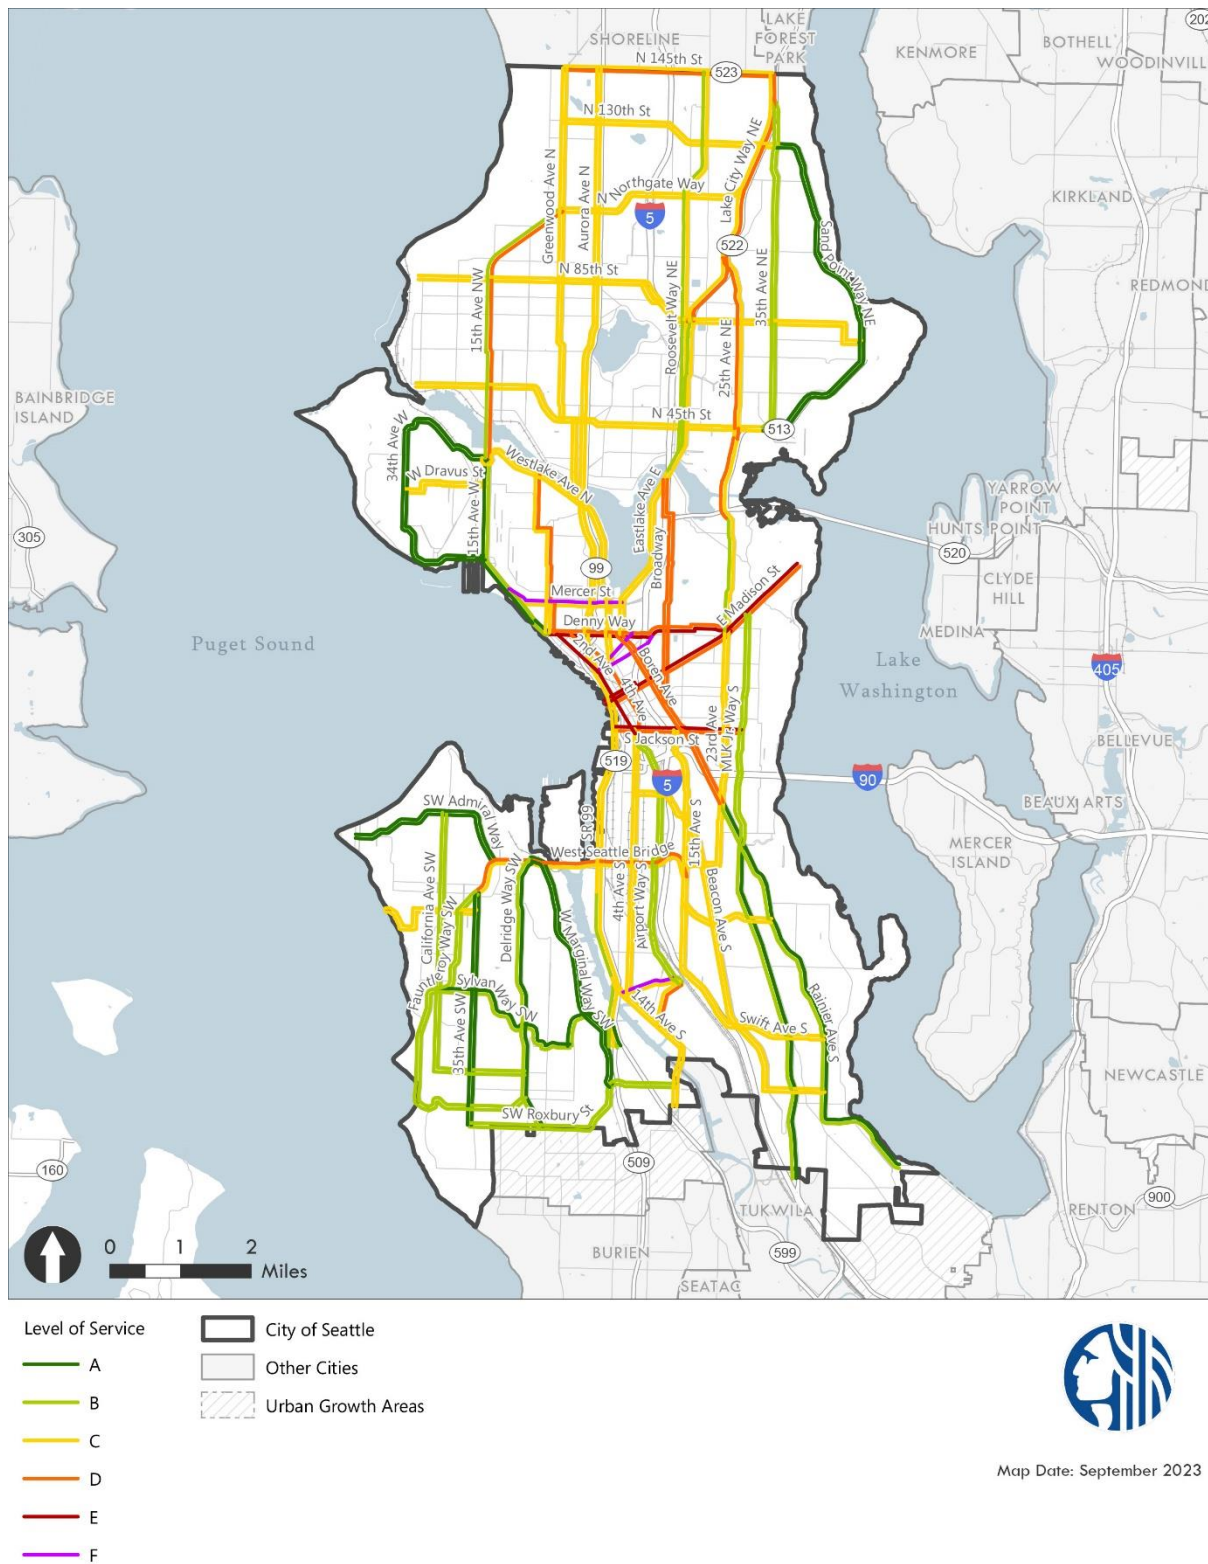 SHORELINE
LAKE
FOREST
PARK
KENMORE
BOTHELL
WOODINVILL
202
N 145th St
523
N 130th St
Lake City Way NE
Greenwood Ave N
Aurora Ave N
N Northgate Way
5
KIRKLAND
522
Sand Point Way NE
N 85th St
15th Ave NW
Roosevelt Way NE
35th Ave NE
25th Ave NE
REDMOND
BAINBRIDGE
ISLAND
N 45th St
513
34th Ave W
W Dravus St
Westlake Ave N
15th Ave W
Eastlake Ave E
Broadway
YARROW
POINT
HUNTS POINT
305
520
99
CLYDE
HILL
Mercer St
E Madison St
Denny Way
MEDINA
Puget Sound
2nd Ave
Boren Ave
4th Ave
Lake
Washington
405
23rd Ave
MLK Jr Way S
S Jackson St
BELLEVUE
519
5
90
BEAUX ARTS
SW Admiral Way
SR 99
15th Ave S
MERCER
ISLAND
West Seattle Bridge
California Ave SW
Fauntleroy Way SW
Delridge Way SW
W Marginal Way SW
4th Ave S
Airport Way S
Beacon Ave S
Sylvan Way SW
35th Ave SW
14th Ave S
Swift Ave S
Rainier Ave S
NEWCASTLE
SW Roxbury St
160
509
TUKWILA
RENTON
900
BURIEN
599
SEATAC
0 1 2
Miles
Level of Service
A
B
C
D
E
F
City of Seattle
Other Cities
Urban Growth Areas
Map Date: September 2023